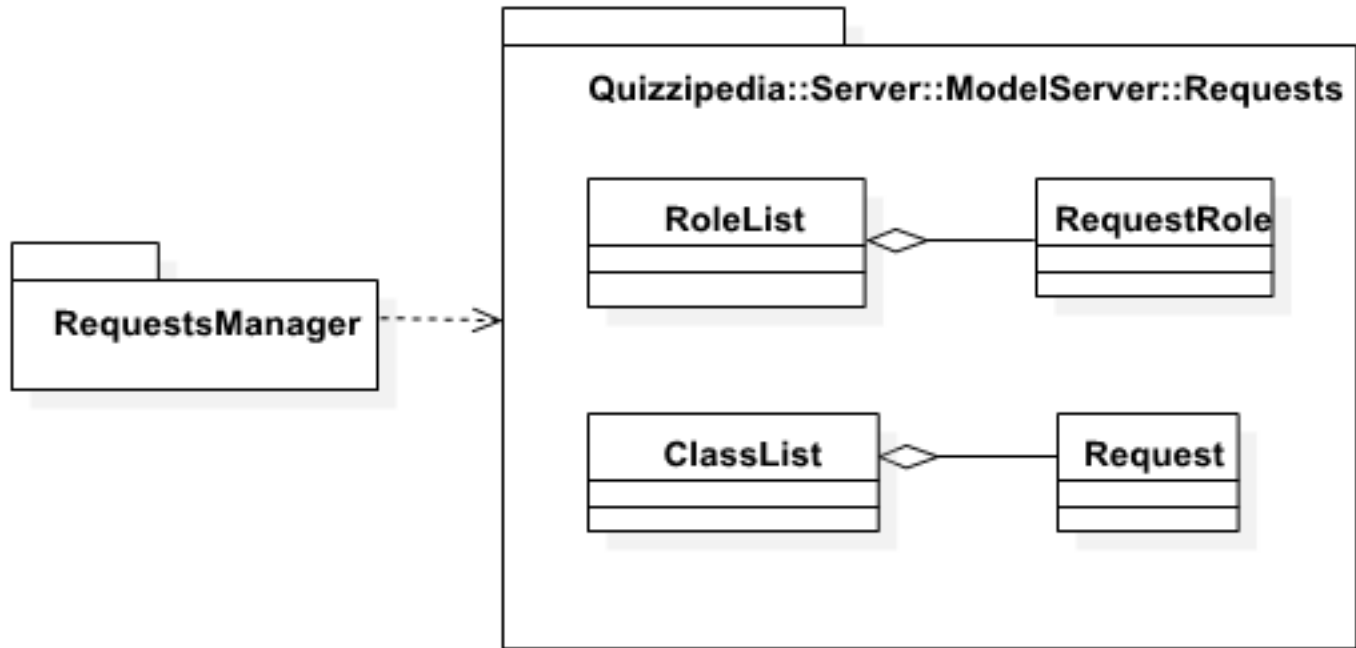 Quizzipedia::Server::ModelServer::Requests
RoleList
RequestRole
RequestsManager
ClassList
Request